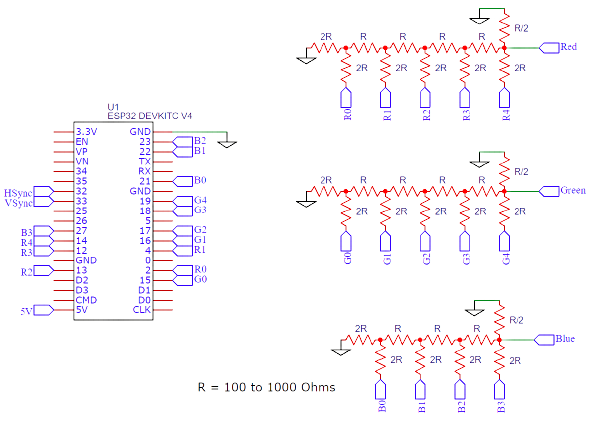 2R R R R R R/2 Red
2R 2R 2R 2R 2R
R0 R1 R2 R3 R4
U1
ESP32 DEVKITC V4
3.3V GND
EN 23 B2
VP 22 B1
VN TX
34 RX
35 21 B0
HSync 32 GND
VSync 33 19 G4
25 18 G3
26 5
B3 27 17 G2
R4 14 16 G1
R3 12 4 R1
GND 0
R2 13 2 R0
D2 15 G0
D3 D1
CMD D0
5V 5V CLK
2R R R R R R/2 Green
2R 2R 2R 2R 2R
G0 G1 G2 G3 G4
2R R R R R/2 Blue
2R 2R 2R 2R
B0 B1 B2 B3
R = 100 to 1000 Ohms